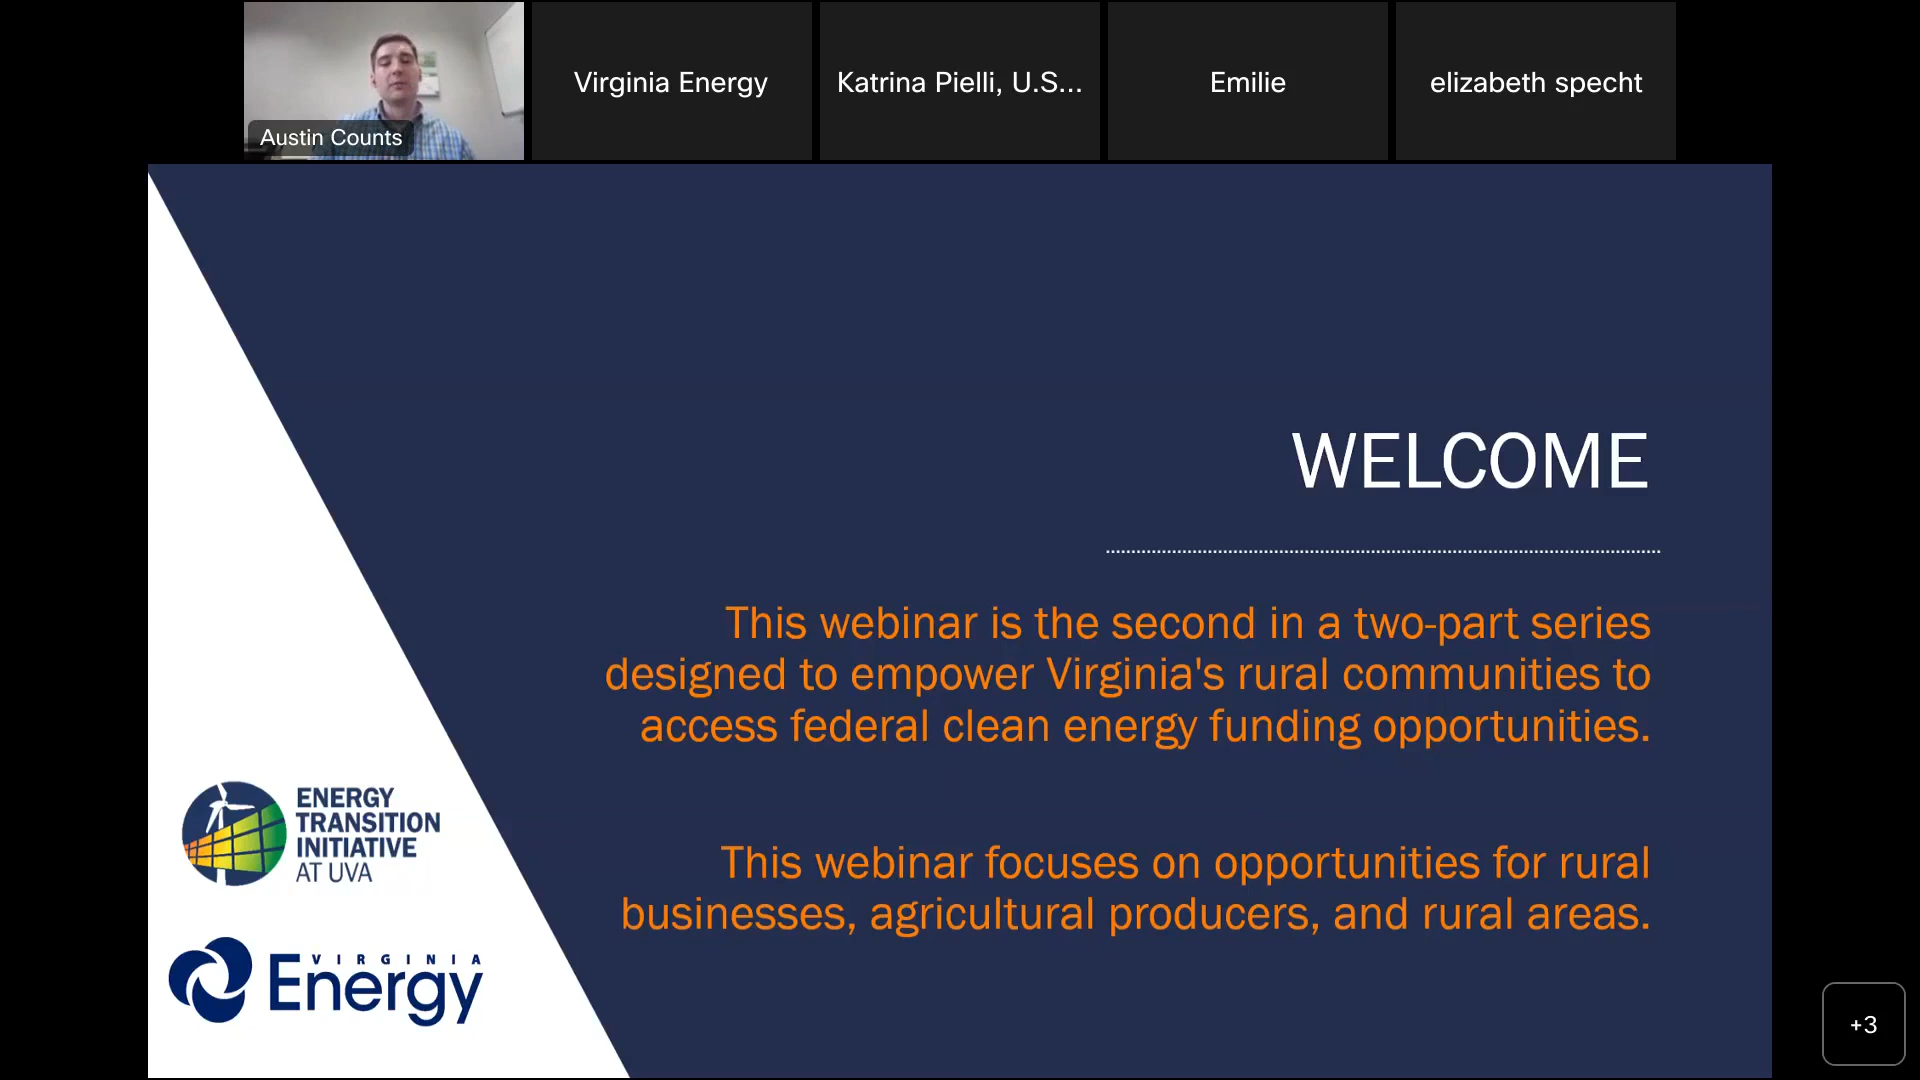 Austin Counts
Virginia Energy
Katrina Pielli, U.S...
Emilie
elizabeth specht
WELCOME
This webinar is the second in a two-part series
designed to empower Virginia's rural communities to
access federal clean energy funding opportunities.
This webinar focuses on opportunities for rural
businesses, agricultural producers, and rural areas.
ENERGY
TRANSITION
INITIATIVE
AT UVA
VIRGINIA
Energy
+3